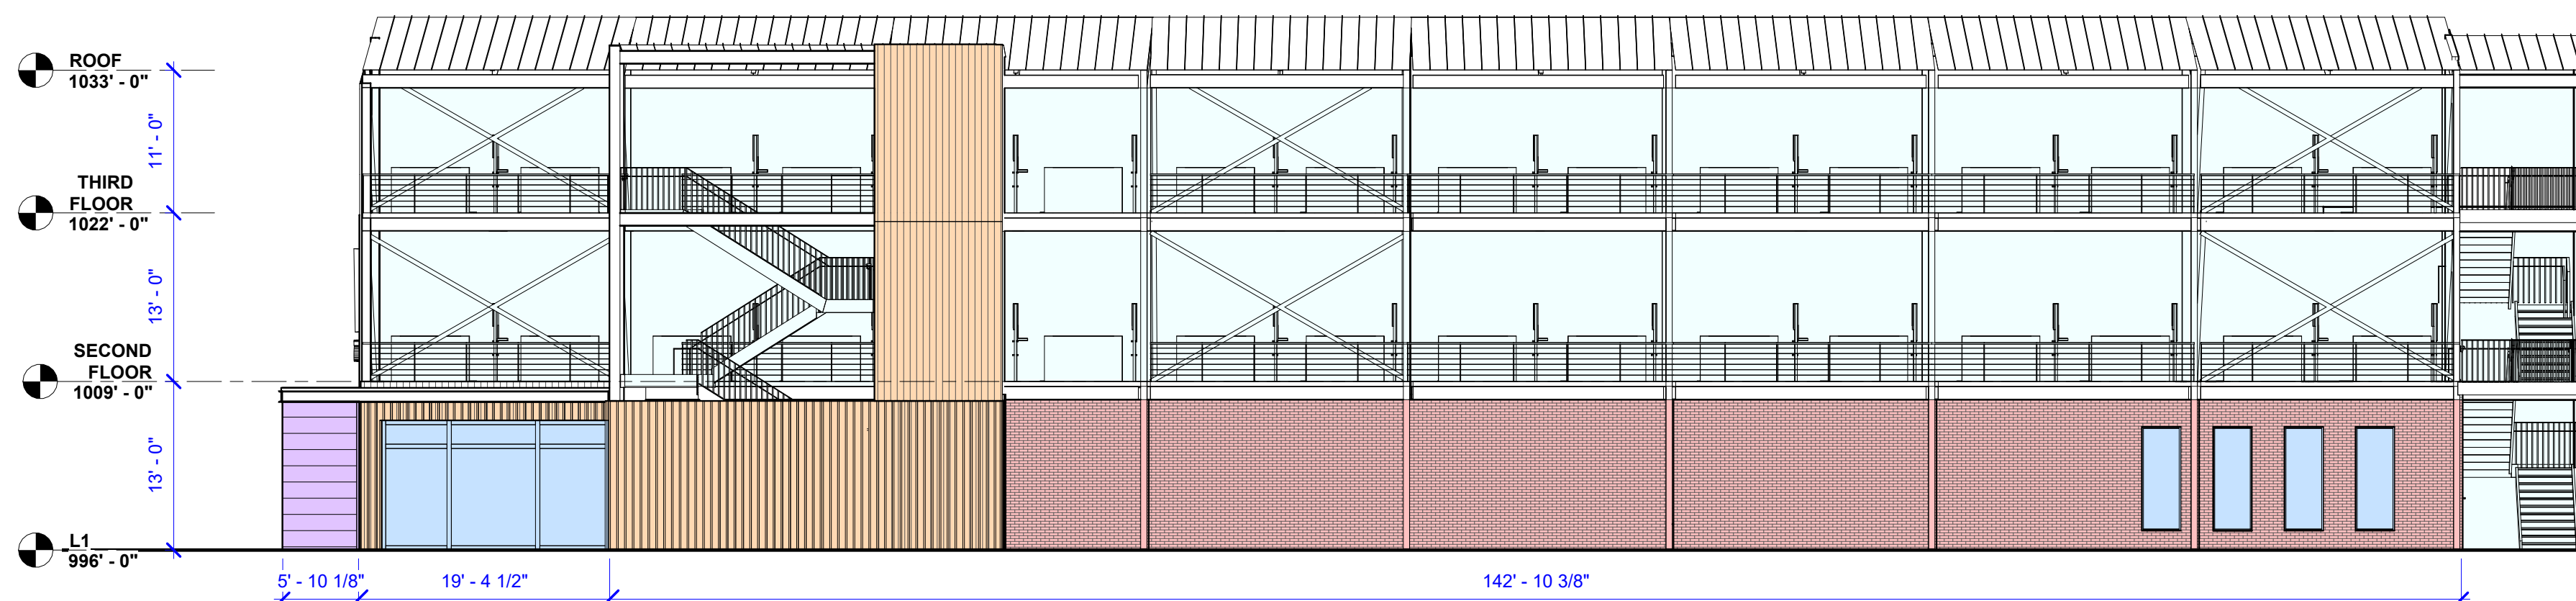 ROOF
1033' - 0"
11' - 0"
THIRD
FLOOR
1022' - 0"
13' - 0"
SECOND
FLOOR
1009' - 0"
13' - 0"
L1
996' - 0"
5' - 10 1/8"
19' - 4 1/2"
142' - 10 3/8"